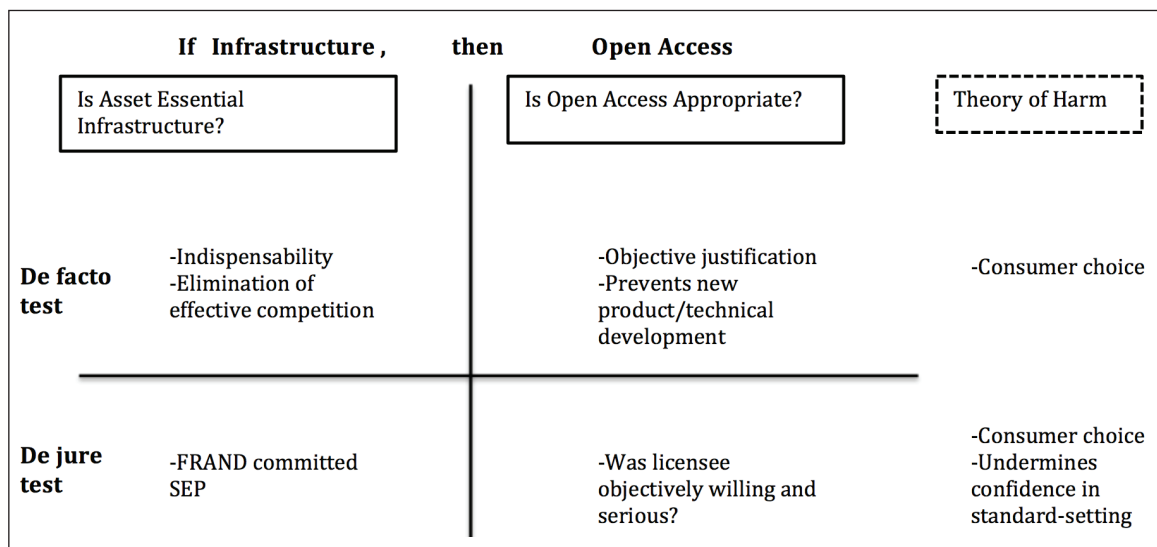 If Infrastructure , then Open Access
Is Asset Essential
Infrastructure?
Is Open Access Appropriate?
Theory of Harm
De facto
test
-Indispensability
-Elimination of
effective competition
-Objective justification
-Prevents new
product/technical
development
-Consumer choice
De jure
test
-FRAND committed
SEP
-Was licensee
objectively willing and
serious?
-Consumer choice
-Undermines
confidence in
standard-setting